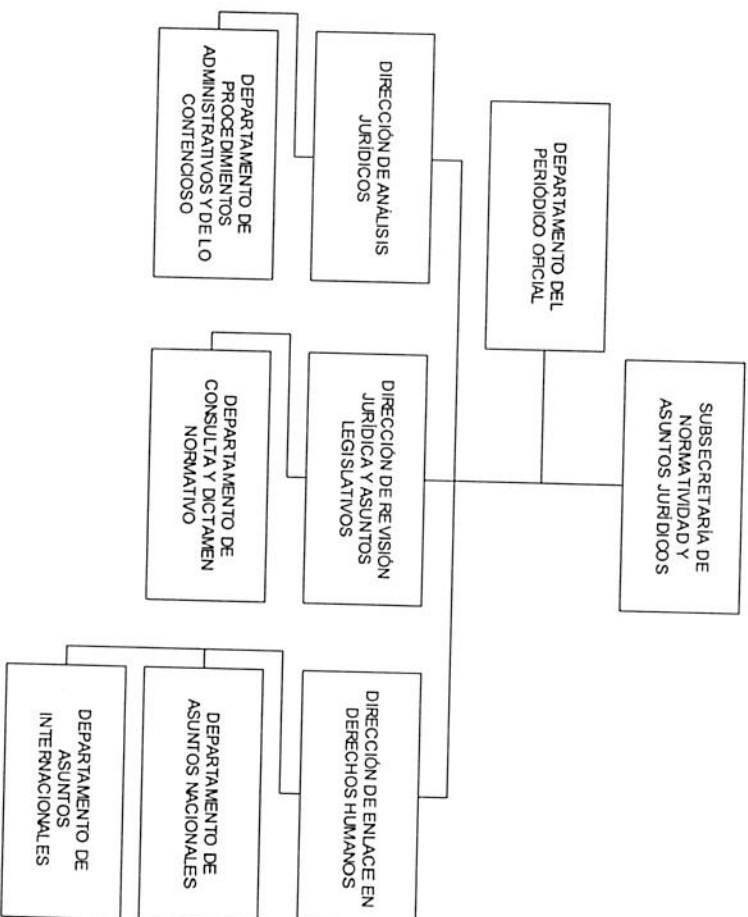 SUBSECRETARÍA DE
NORMATIVIDAD Y
ASUNTOS JURÍDICOS
DEPARTAMENTO DEL
PERIÓDICO OFICIAL
DIRECCIÓN DE ANÁLISIS
JURÍDICOS
DIRECCIÓN DE REVISIÓN
JURÍDICA Y ASUNTOS
LEGISLATIVOS
DIRECCIÓN DE ENLACE EN
DERECHOS HUMANOS
DEPARTAMENTO DE
PROCEDIMIENTOS
ADMINISTRATIVOS Y DE LO
CONTENCIOSO
DEPARTAMENTO DE
CONSULTA Y DICTAMEN
NORMATIVO
DEPARTAMENTO DE
ASUNTOS NACIONALES
DEPARTAMENTO DE
ASUNTOS
INTERNACIONALES